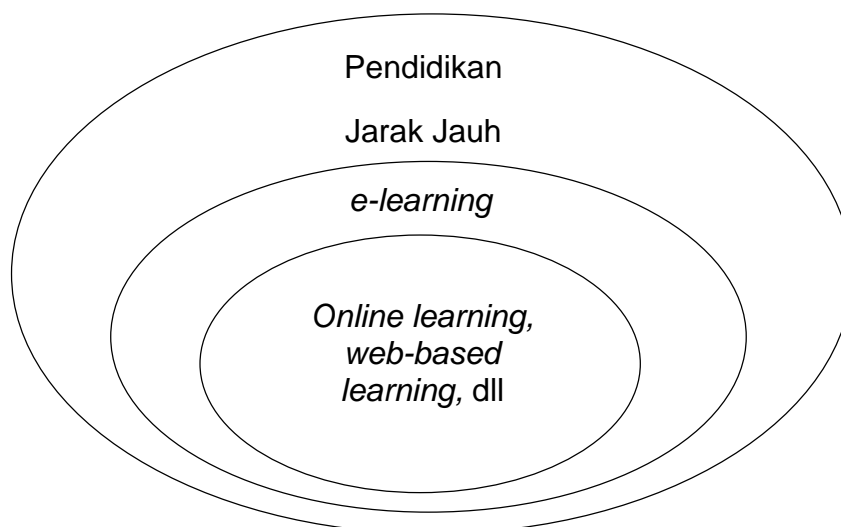 Pendidikan
Jarak Jauh
e-learning
Online learning,
web-based
learning, dll